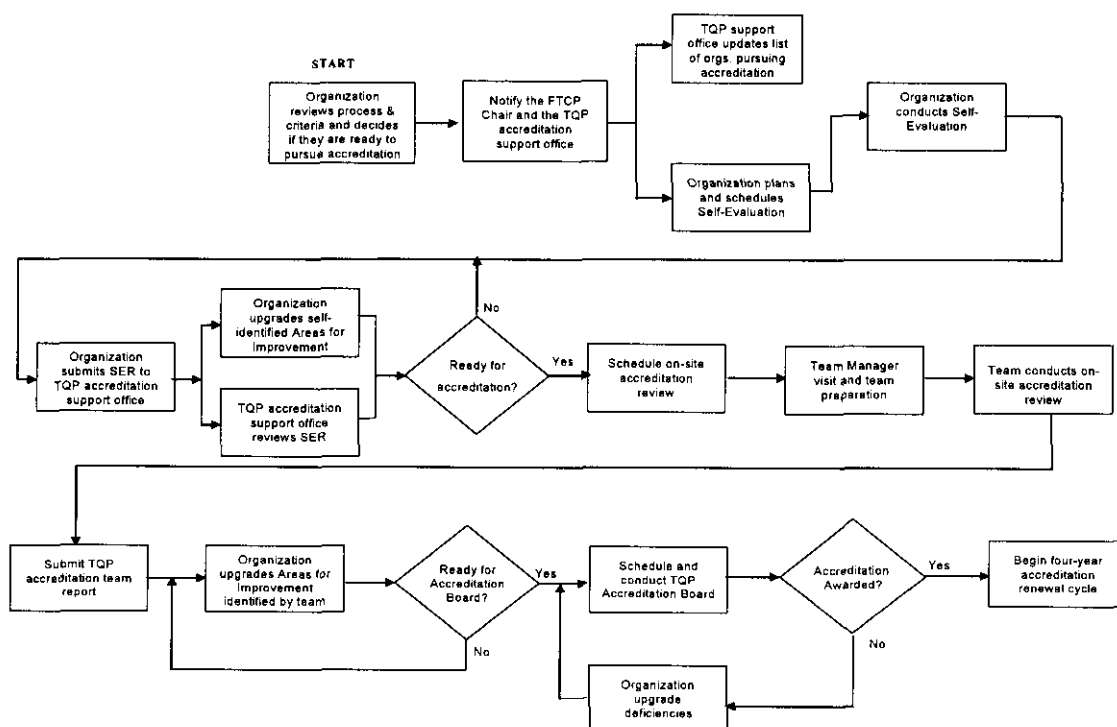 START
Organization
reviews process &
criteria and decides
if they are ready to
pursue accreditation
Notify the FTCP
Chair and the TQP
accreditation
support office
TQP support
office updates list
of orgs. pursuing
accreditation
Organization plans
and schedules
Self-Evaluation
Organization
conducts Self-
Evaluation
Organization
submits SER to
TQP accreditation
support office
Organization
upgrades self-
identified Areas for
Improvement
TQP accreditation
support office
reviews SER
No
Ready for
accreditation?
Yes
Schedule on-site
accreditation
review
Team Manager
visit and team
preparation
Team conducts on-
site accreditation
review
Submit TQP
accreditation team
report
Organization
upgrades Areas for
Improvement
identified by team
Ready for
Accreditation
Board?
Yes
No
Schedule and
conduct TQP
Accreditation Board
Accreditation
Awarded?
Yes
No
Begin four-year
accreditation
renewal cycle
Organization
upgrade
deficiencies